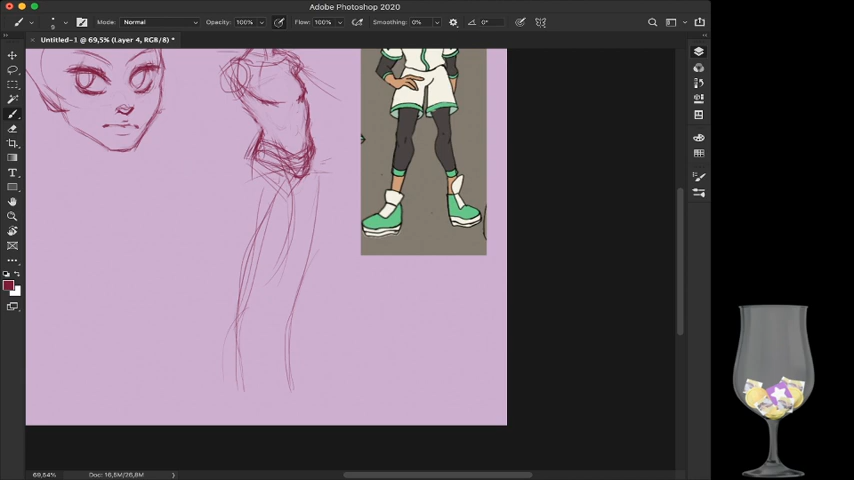 Adobe Photoshop 2020
Mode: Normal Opacity: 100% Flow: 100% Smoothing: 0% 0°
× Untitled-1 @ 69,5% (Layer 4, RGB/8) *
69,54% Doc: 16,5M/26,8M